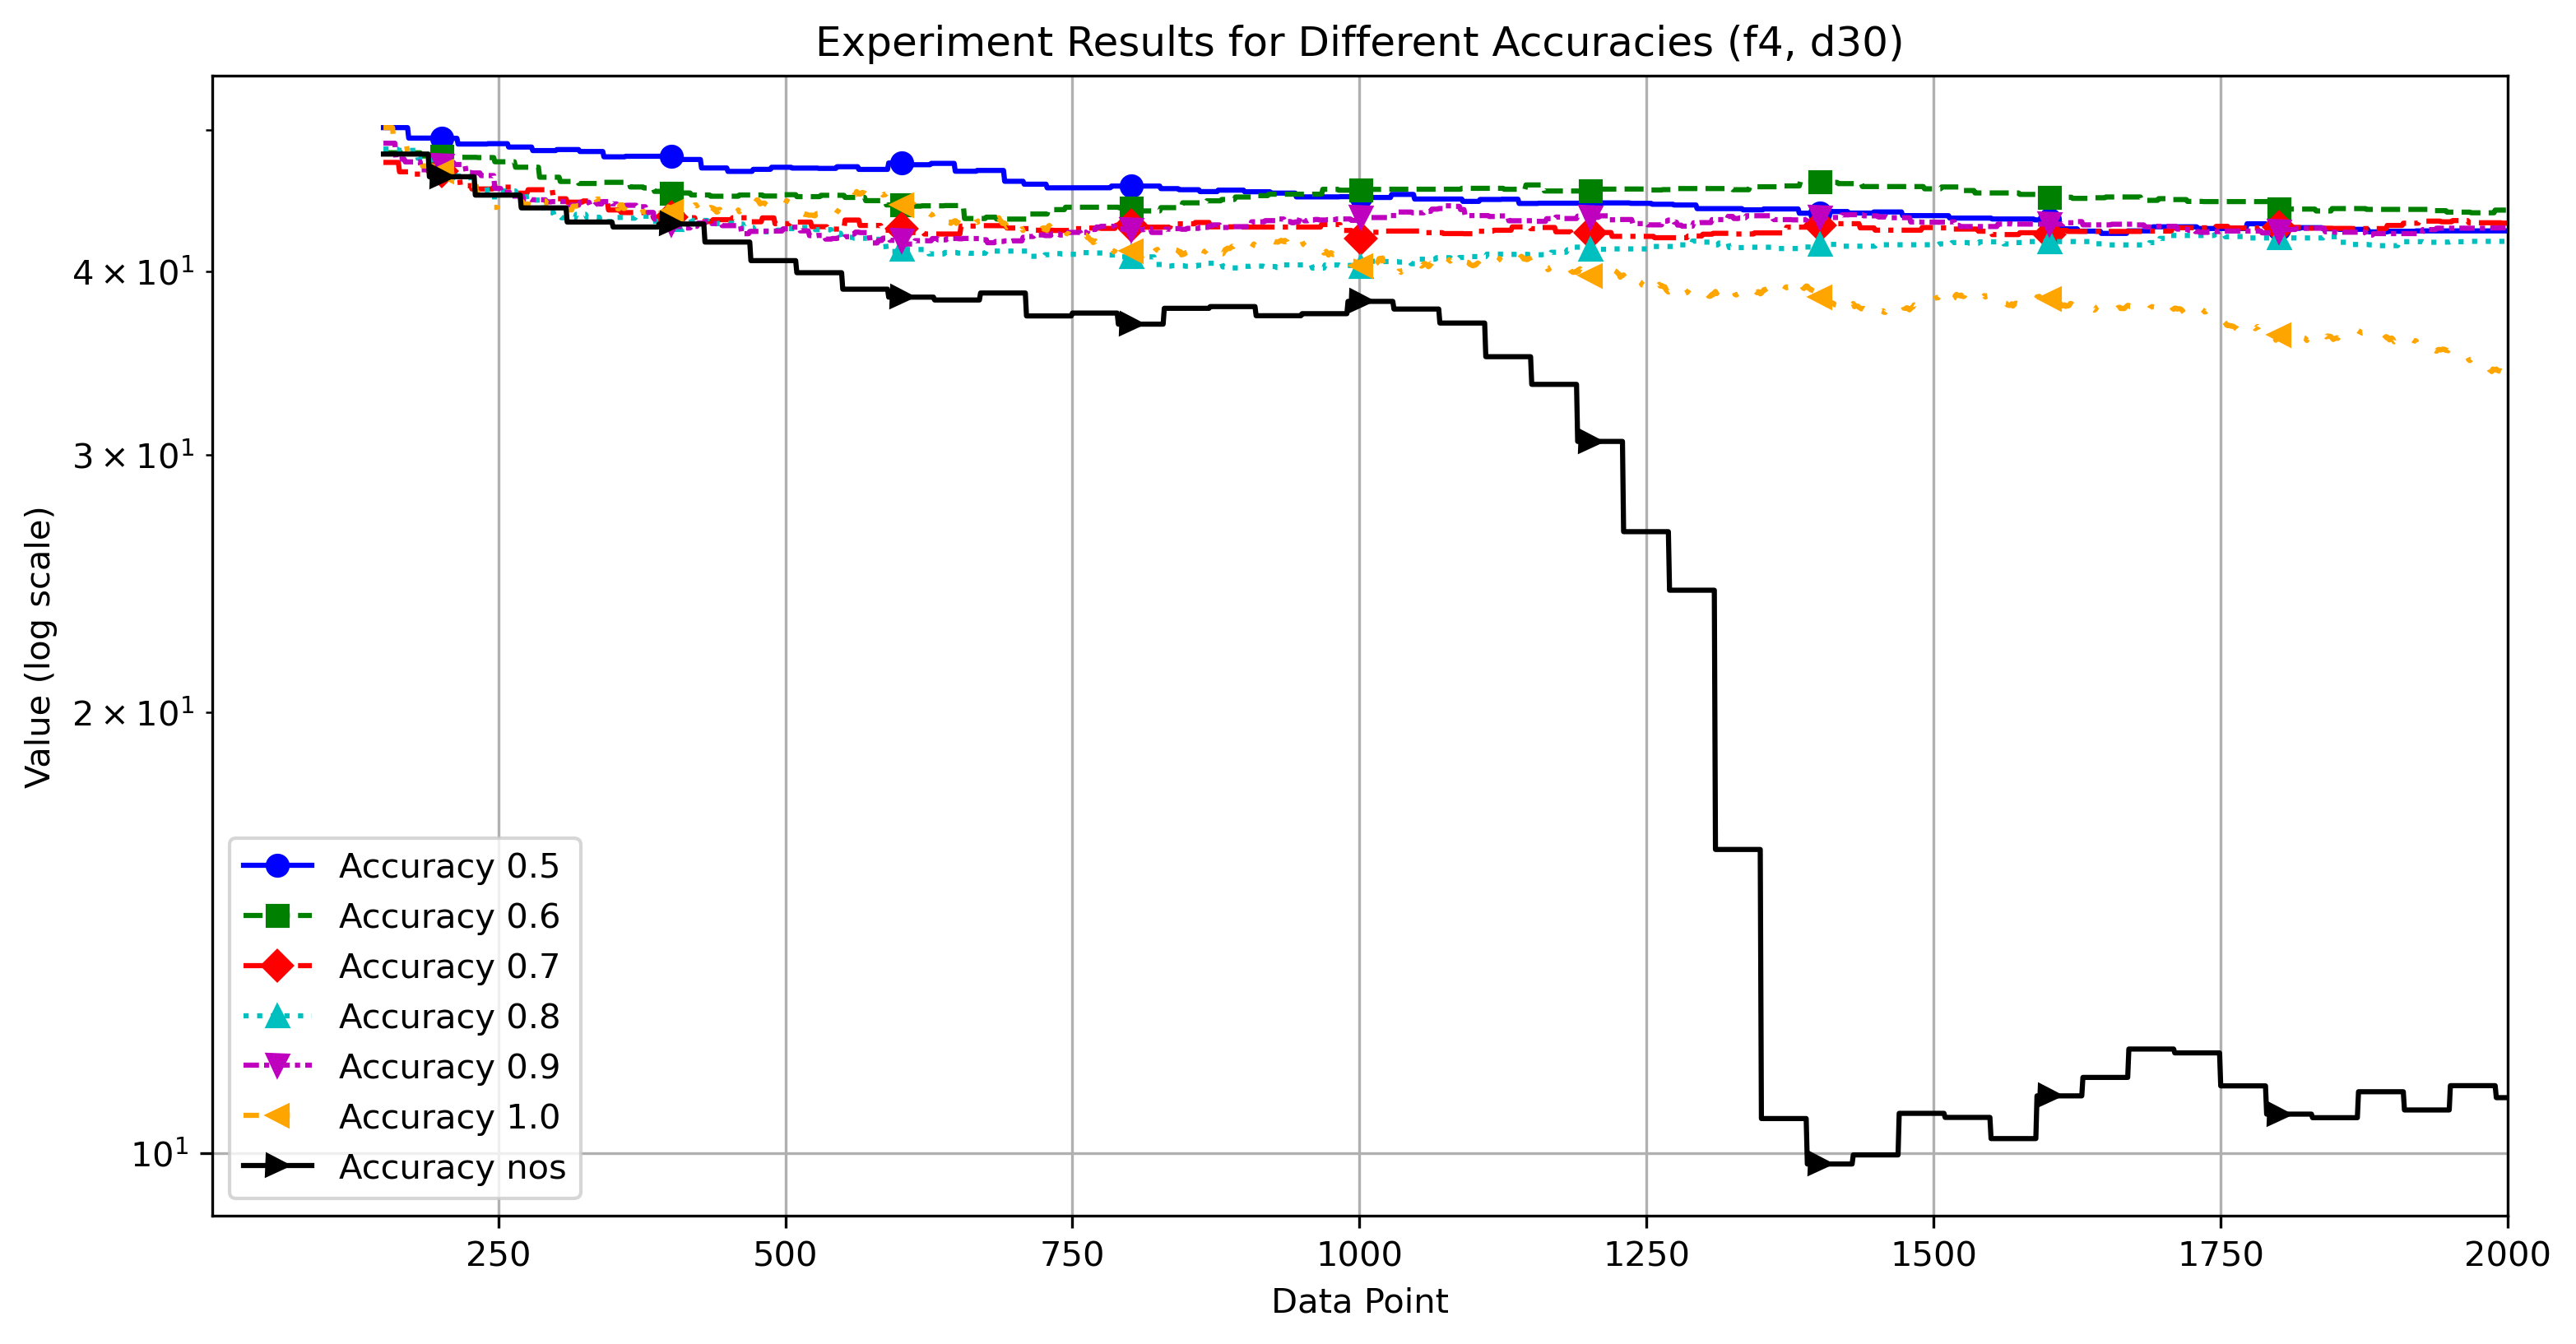 Experiment Results for Different Accuracies (f4, d30)
Value (log scale)
4 × 10¹
3 × 10¹
2 × 10¹
10¹
Accuracy 0.5
Accuracy 0.6
Accuracy 0.7
Accuracy 0.8
Accuracy 0.9
Accuracy 1.0
Accuracy nos
250 500 750 1000 1250 1500 1750 2000
Data Point